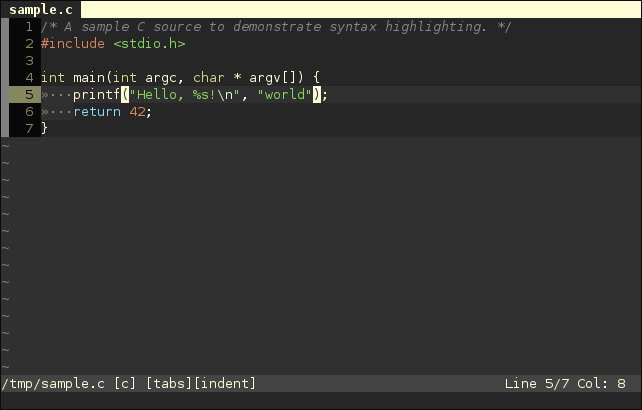 sample.c
1 /* A sample C source to demonstrate syntax highlighting. */
2 #include <stdio.h>
3
4 int main(int argc, char * argv[]) {
5 »···printf("Hello, %s!\n", "world");
6 »···return 42;
7 }
~
~
~
~
~
~
~
~
~
~
~
~
~
~
/tmp/sample.c [c] [tabs][indent] Line 5/7 Col: 8